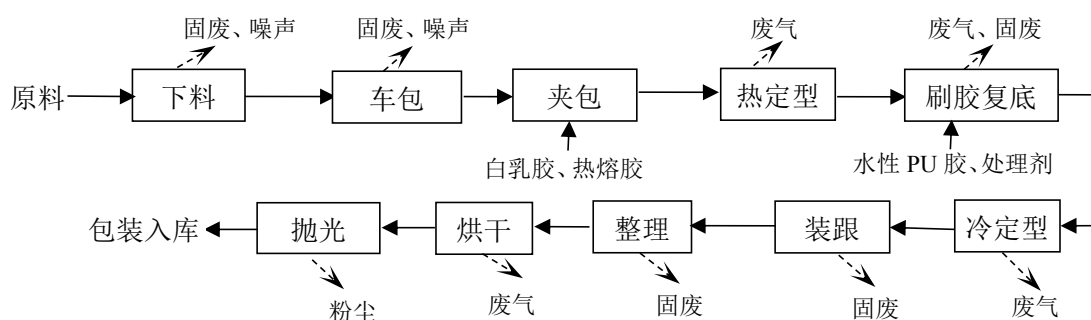 固废、噪声
固废、噪声
废气
废气、固废
原料
下料
车包
夹包
热定型
刷胶复底
白乳胶、热熔胶
水性 PU 胶、处理剂
包装入库
抛光
烘干
整理
装跟
冷定型
粉尘
废气
固废
固废
废气